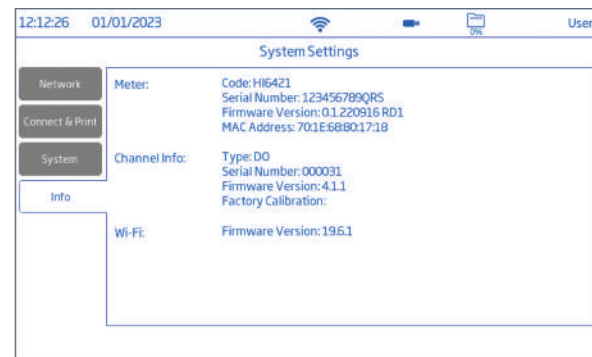 12:12:26 01/01/2023 0% User
System Settings
Network
Connect & Print
System
Info
Meter: Code: HI6421
Serial Number: 123456789QRS
Firmware Version: 0.1.220916 RD1
MAC Address: 70:1E:68:80:17:18
Channel Info: Type: DO
Serial Number: 000031
Firmware Version: 4.1.1
Factory Calibration:
Wi-Fi: Firmware Version: 19.6.1